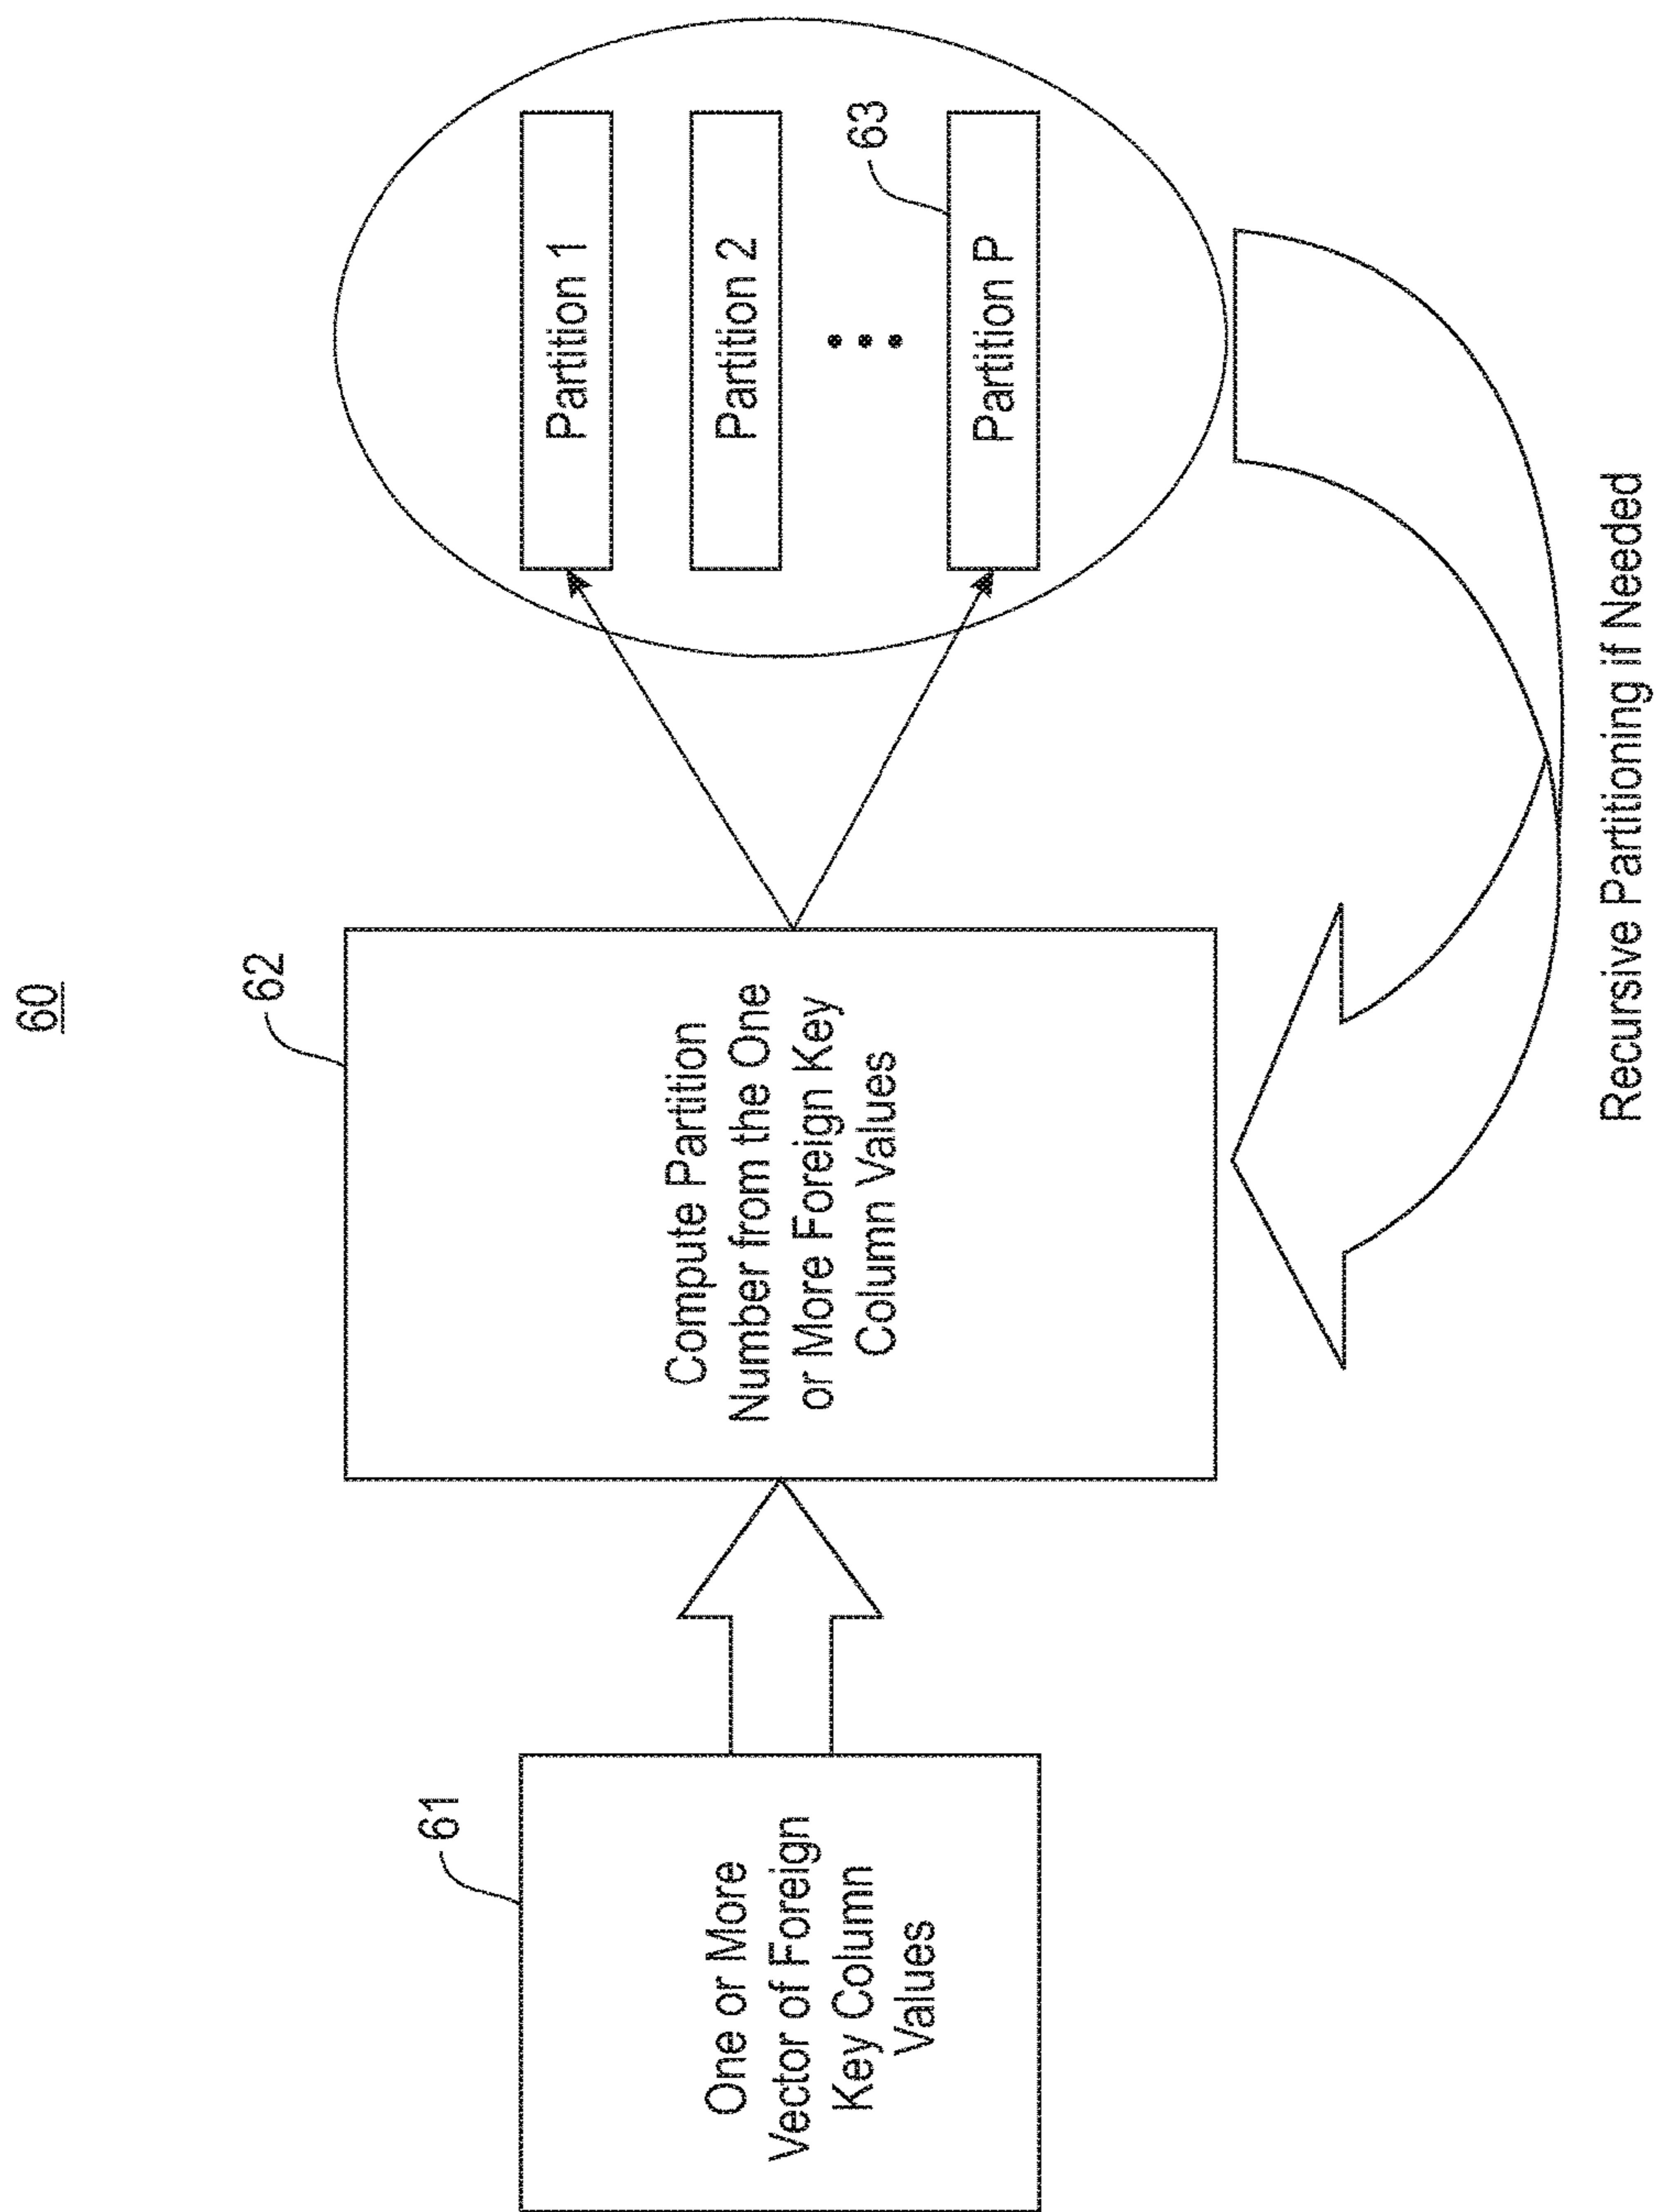 60
61
One or More
Vector of Foreign
Key Column
Values
62
Compute Partition
Number from the One
or More Foreign Key
Column Values
Partition 1
Partition 2
63
Partition P
Recursive Partitioning if Needed